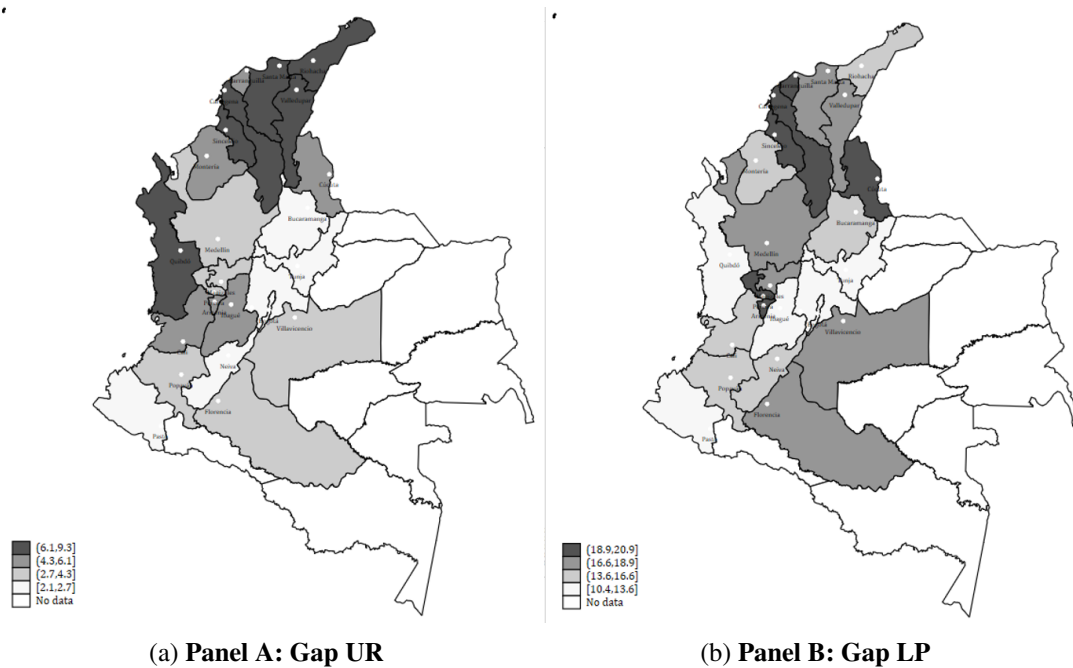 Riohacha
Santa Marta
Barranquilla
Valledupar
Cartagena
Sincelejo
Montería
Cúcuta
Bucaramanga
Medellín
Quibdó
Tunja
Ibagué
Villavicencio
Neiva
Popayán
Florencia
Pasto
(6.1,9.3]
(4.3,6.1]
(2.7,4.3]
[2.1,2.7]
No data
(a) Panel A: Gap UR
Riohacha
Santa Marta
Barranquilla
Valledupar
Cartagena
Sincelejo
Montería
Cúcuta
Bucaramanga
Medellín
Quibdó
Tunja
Ibagué
Villavicencio
Neiva
Popayán
Florencia
Pasto
(18.9,20.9]
(16.6,18.9]
(13.6,16.6]
[10.4,13.6]
No data
(b) Panel B: Gap LP